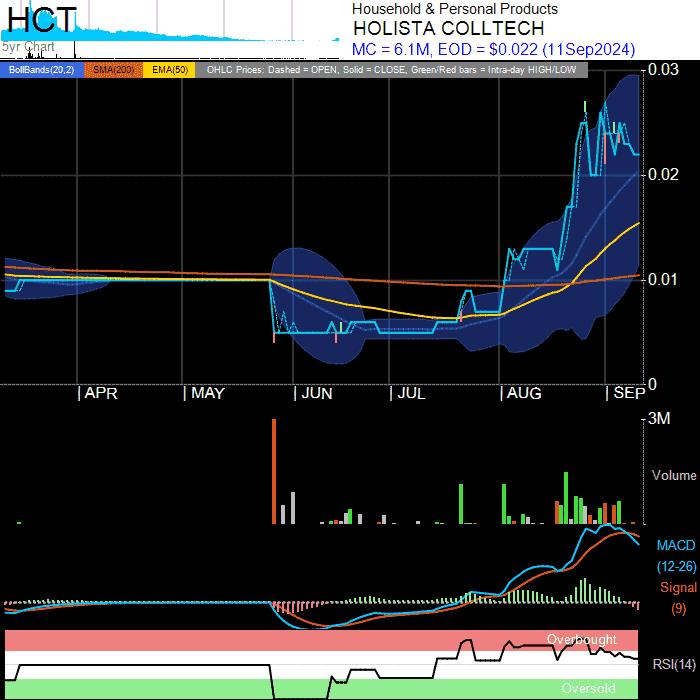 HCT
5yr Chart
Household & Personal Products
HOLISTA COLLTECH
MC = 6.1M, EOD = $0.022 (11Sep2024)
BollBands(20,2) SMA(200) EMA(50) OHLC Prices: Dashed = OPEN, Solid = CLOSE, Green/Red bars = Intra-day HIGH/LOW
0.03
0.02
0.01
0
| APR | MAY | JUN | JUL | AUG | SEP
3M
Volume
MACD
(12-26)
Signal
(9)
Overbought
RSI(14)
Oversold